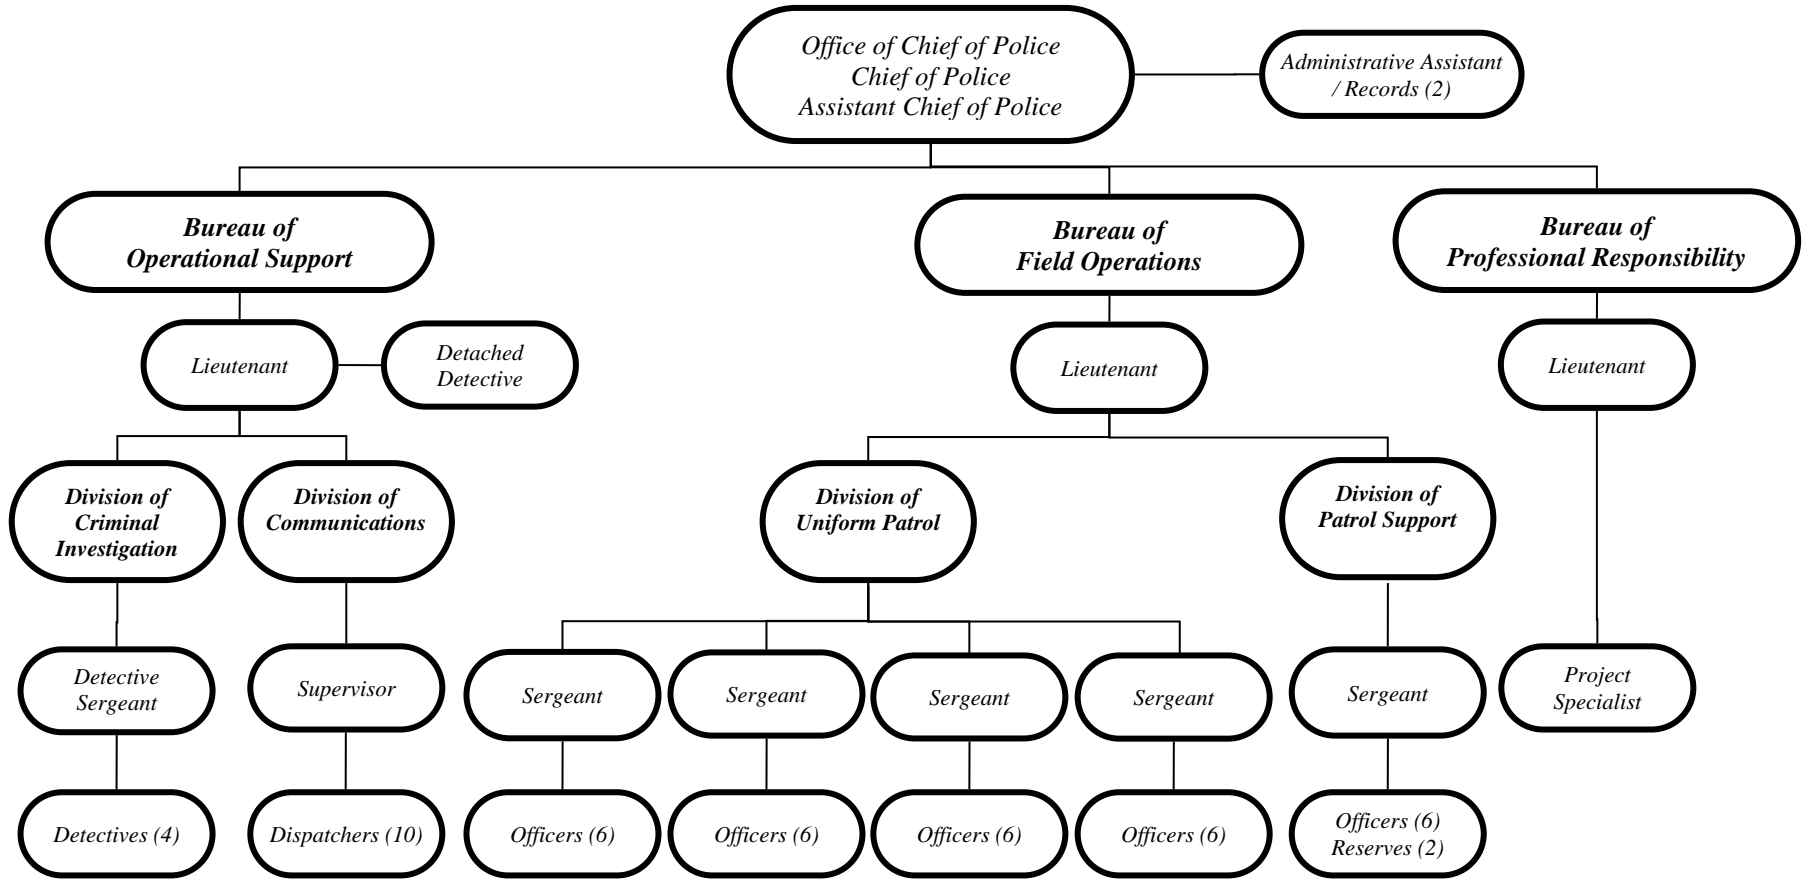 Office of Chief of Police
Chief of Police
Assistant Chief of Police
Administrative Assistant
/ Records (2)
Bureau of
Operational Support
Bureau of
Field Operations
Bureau of
Professional Responsibility
Lieutenant
Detached
Detective
Lieutenant
Lieutenant
Division of
Criminal
Investigation
Division of
Communications
Division of
Uniform Patrol
Division of
Patrol Support
Detective
Sergeant
Supervisor
Sergeant
Sergeant
Sergeant
Sergeant
Sergeant
Project
Specialist
Detectives (4)
Dispatchers (10)
Officers (6)
Officers (6)
Officers (6)
Officers (6)
Officers (6)
Reserves (2)